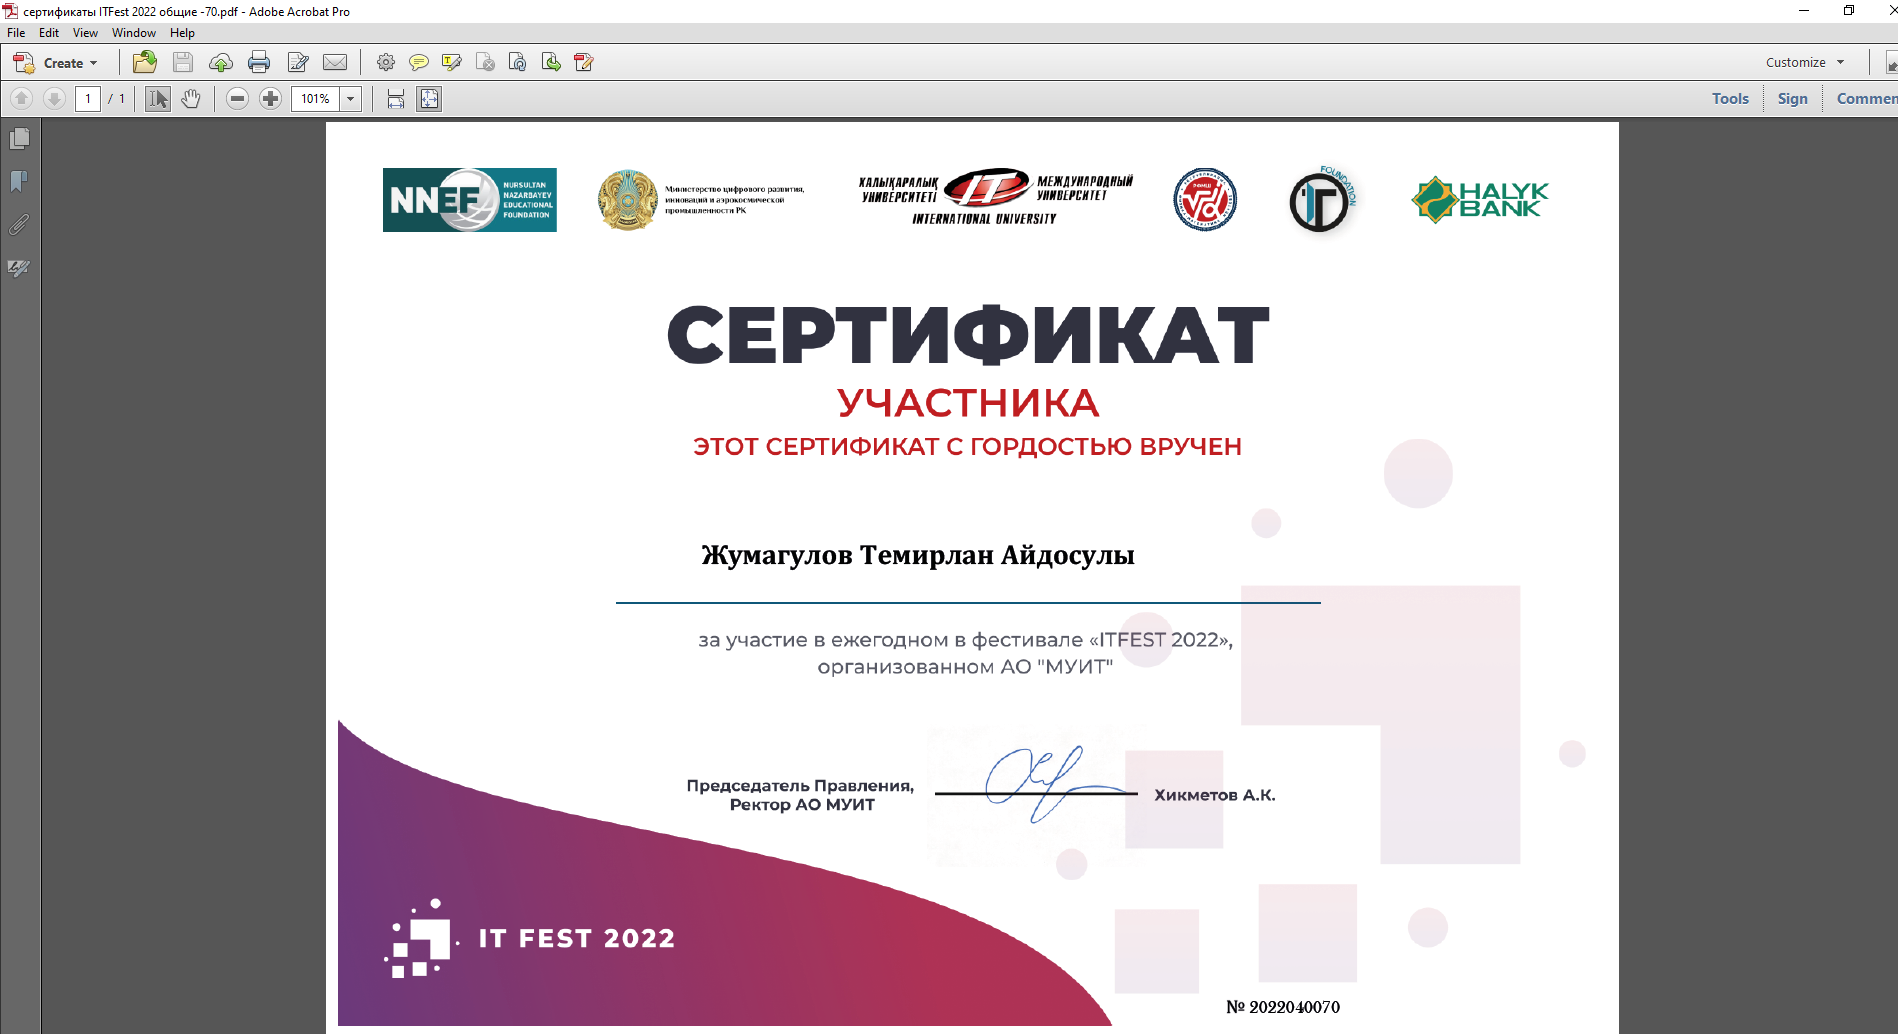 сертификаты ITFest 2022 общие -70.pdf - Adobe Acrobat Pro
File Edit View Window Help
Create
Customize
1 / 1
101%
Tools Sign Commen
NNEF
NURSULTAN
NAZARBAYEV
EDUCATIONAL
FOUNDATION
Министерство цифрового развития,
инноваций и аэрокосмической
промышленности РК
ХАЛЫҚАРАЛЫҚ
УНИВЕРСИТЕТІ
IT
МЕЖДУНАРОДНЫЙ
УНИВЕРСИТЕТ
INTERNATIONAL UNIVERSITY
FOUNDATION
HALYK
BANK
СЕРТИФИКАТ
УЧАСТНИКА
ЭТОТ СЕРТИФИКАТ С ГОРДОСТЬЮ ВРУЧЕН
Жумагулов Темирлан Айдосулы
за участие в ежегодном в фестивале «ITFEST 2022»,
организованном АО "МУИТ"
Председатель Правления,
Ректор АО МУИТ
Хикметов А.К.
IT FEST 2022
№ 2022040070